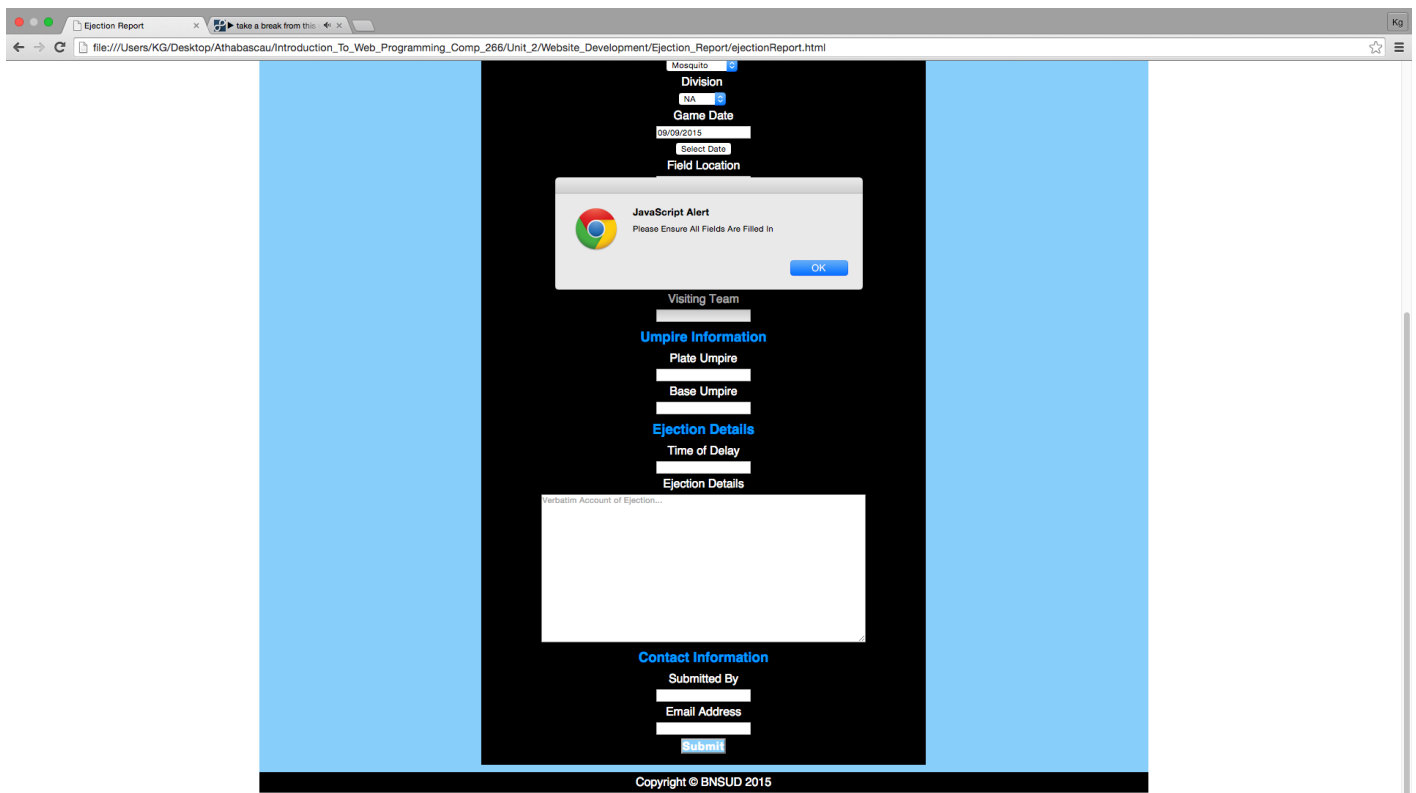 Ejection Report
take a break from this
Kg
file:///Users/KG/Desktop/Athabascau/Introduction_To_Web_Programming_Comp_266/Unit_2/Website_Development/Ejection_Report/ejectionReport.html
Mosquito
Division
NA
Game Date
09/09/2015
Select Date
Field Location
JavaScript Alert
Please Ensure All Fields Are Filled In
OK
Visiting Team
Umpire Information
Plate Umpire
Base Umpire
Ejection Details
Time of Delay
Ejection Details
Verbatim Account of Ejection...
Contact Information
Submitted By
Email Address
Submit
Copyright © BNSUD 2015